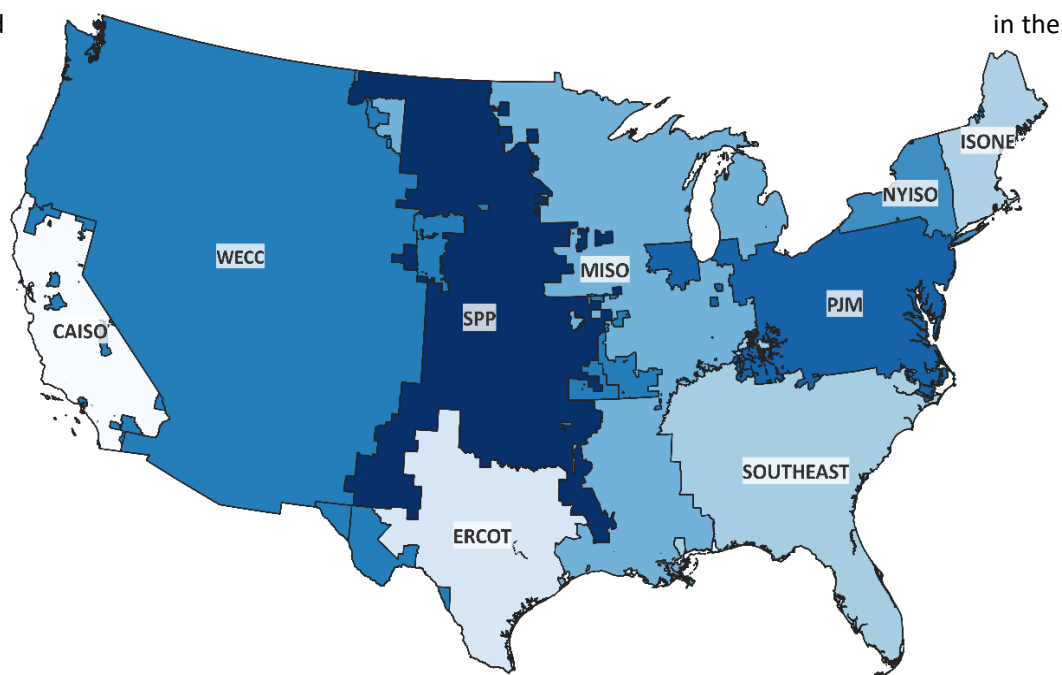 in the
ISONE
NYISO
WECC
MISO
PJM
SPP
CAISO
SOUTHEAST
ERCOT